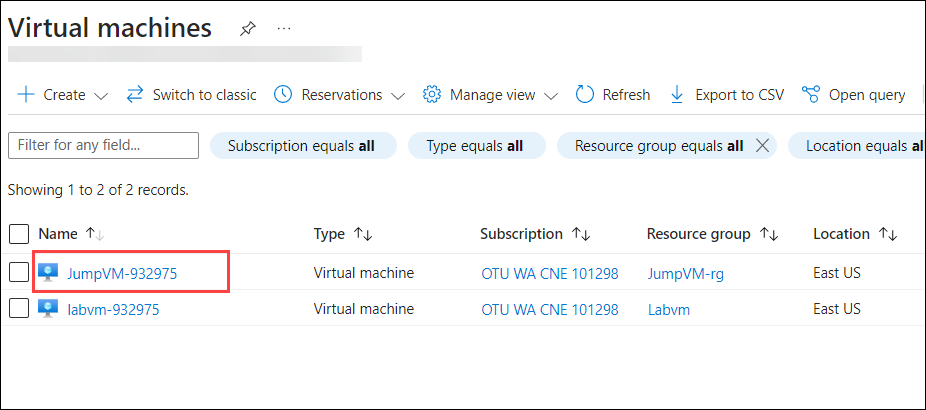 Virtual machines ...
Create Switch to classic Reservations Manage view Refresh Export to CSV Open query
Filter for any field... Subscription equals all Type equals all Resource group equals all Location equals all
Showing 1 to 2 of 2 records.
Name Type Subscription Resource group Location
JumpVM-932975 Virtual machine OTU WA CNE 101298 JumpVM-rg East US
labvm-932975 Virtual machine OTU WA CNE 101298 Labvm East US